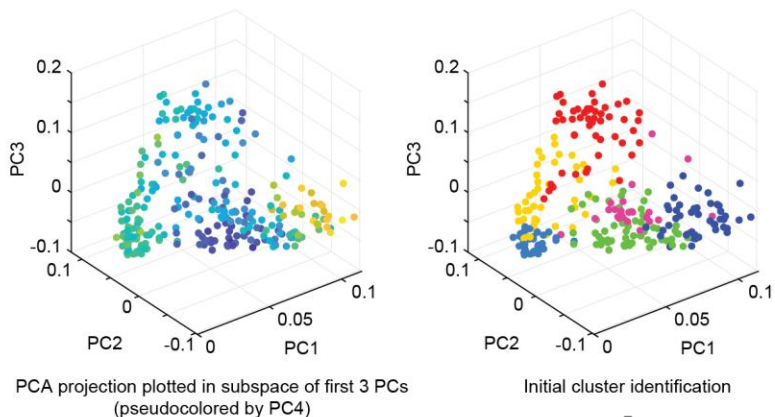 0.2
0.1
0
-0.1
PC3
0.1
0
-0.1
PC2
0
0.05
0.1
PC1
PCA projection plotted in subspace of first 3 PCs
(pseudocolored by PC4)
0.2
0.1
0
-0.1
PC3
0.1
0
-0.1
PC2
0
0.05
0.1
PC1
Initial cluster identification